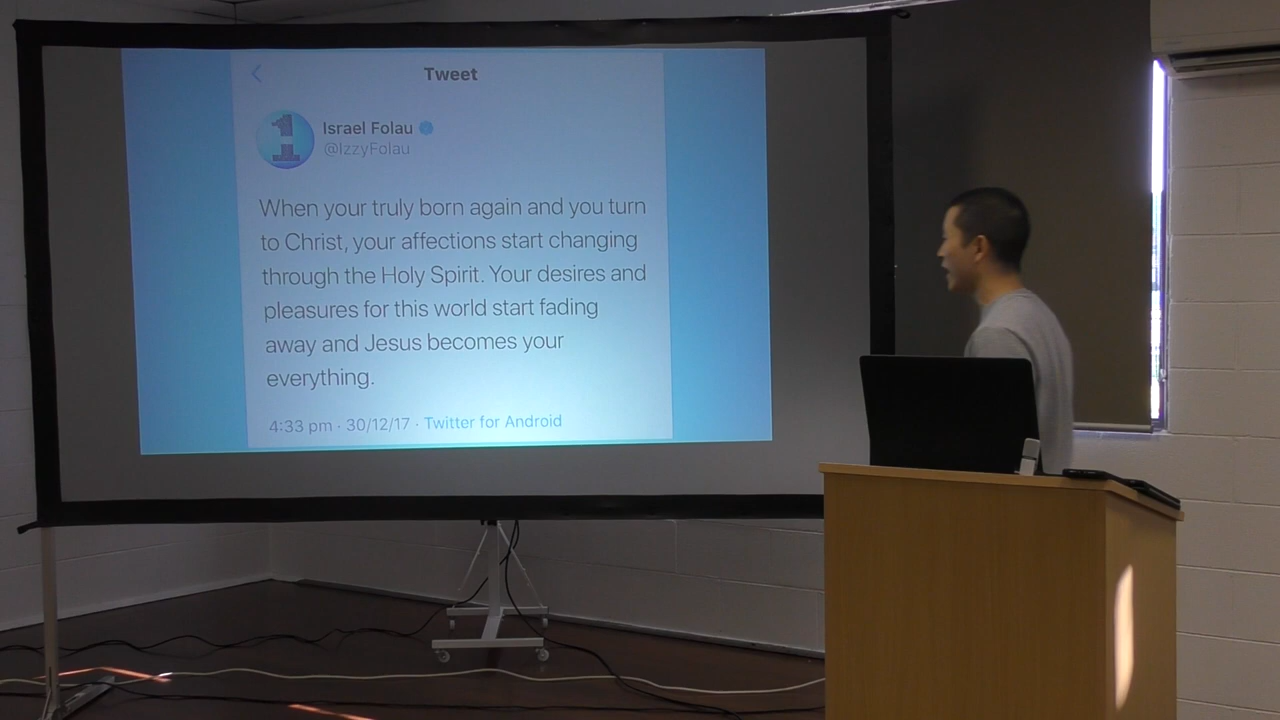 Tweet
1
Israel Folau
@IzzyFolau
When your truly born again and you turn
to Christ, your affections start changing
through the Holy Spirit. Your desires and
pleasures for this world start fading
away and Jesus becomes your
everything.
4:33 pm · 30/12/17 · Twitter for Android